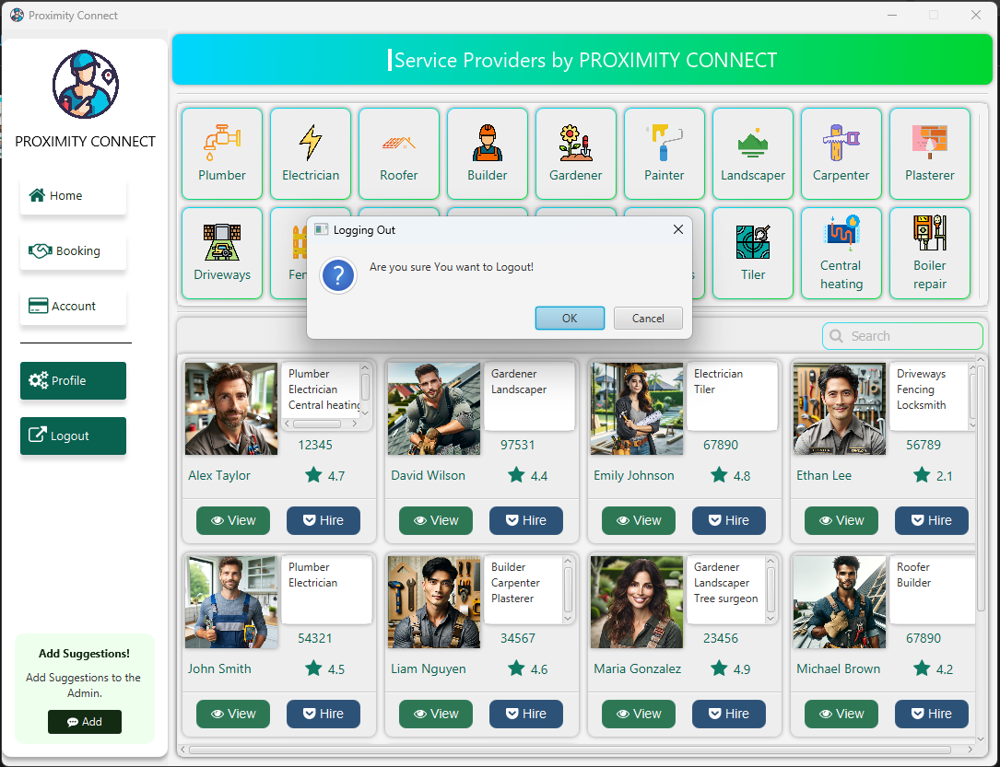 Proximity Connect
PROXIMITY CONNECT
Home
Booking
Account
Profile
Logout
Add Suggestions!
Add Suggestions to the
Admin.
Add
Service Providers by PROXIMITY CONNECT
Plumber
Electrician
Roofer
Builder
Gardener
Painter
Landscaper
Carpenter
Plasterer
Driveways
Tiler
Central
heating
Boiler
repair
Logging Out
Are you sure You want to Logout!
OK
Cancel
Search
Plumber
Electrician
Central heating
12345
Alex Taylor
4.7
View
Hire
Gardener
Landscaper
97531
David Wilson
4.4
View
Hire
Electrician
Tiler
67890
Emily Johnson
4.8
View
Hire
Driveways
Fencing
Locksmith
56789
Ethan Lee
2.1
View
Hire
Plumber
Electrician
54321
John Smith
4.5
View
Hire
Builder
Carpenter
Plasterer
34567
Liam Nguyen
4.6
View
Hire
Gardener
Landscaper
Tree surgeon
23456
Maria Gonzalez
4.9
View
Hire
Roofer
Builder
67890
Michael Brown
4.2
View
Hire